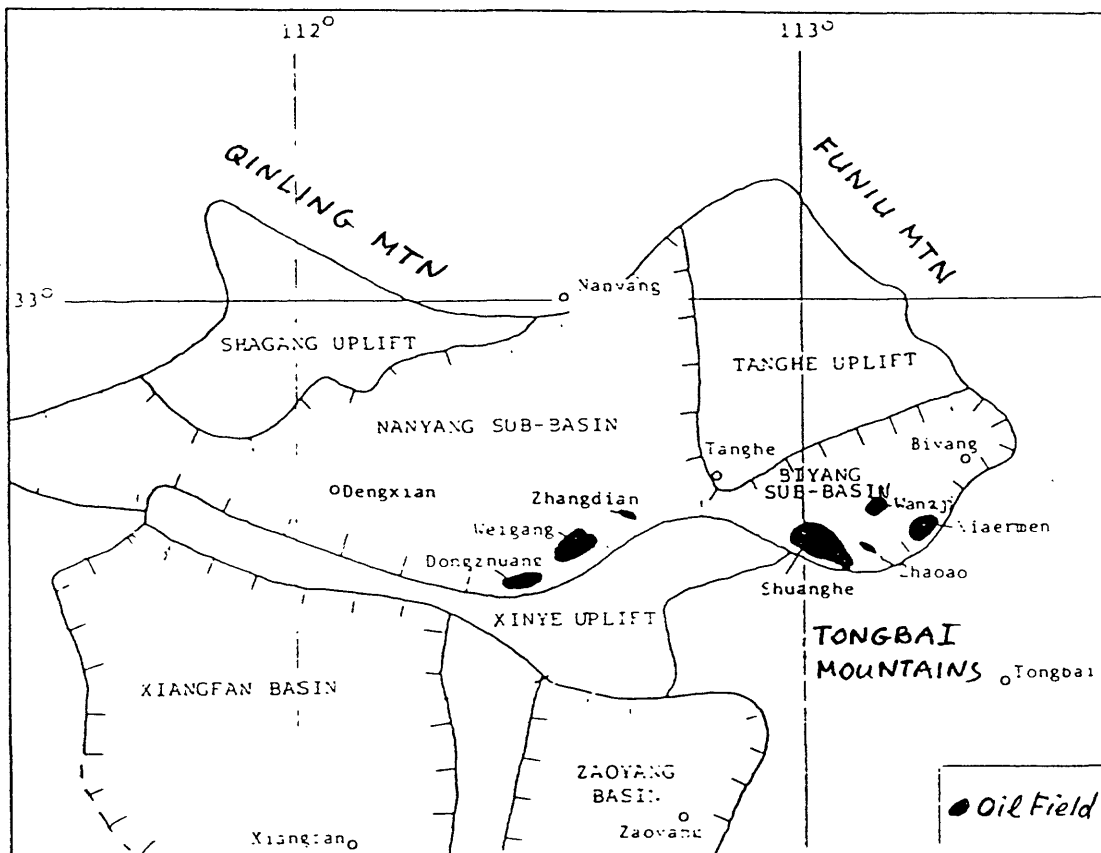 112°
113°
QINLING MTN
FUNIU MTN
Nanyang
33°
SHAGANG UPLIFT
TANGHE UPLIFT
NANYANG SUB-BASIN
Tanghe
Biyang
BIYANG
SUB-BASIN
Dengxian
Zhangdian
Wanzji
Weigang
Xiaermen
Dongznuang
Zhaoao
Shuanghe
XINYE UPLIFT
TONGBAI
MOUNTAINS
Tongbai
XIANGFAN BASIN
ZAOYANG
BASIN
Oil Field
Xiangfan
Zaoyang